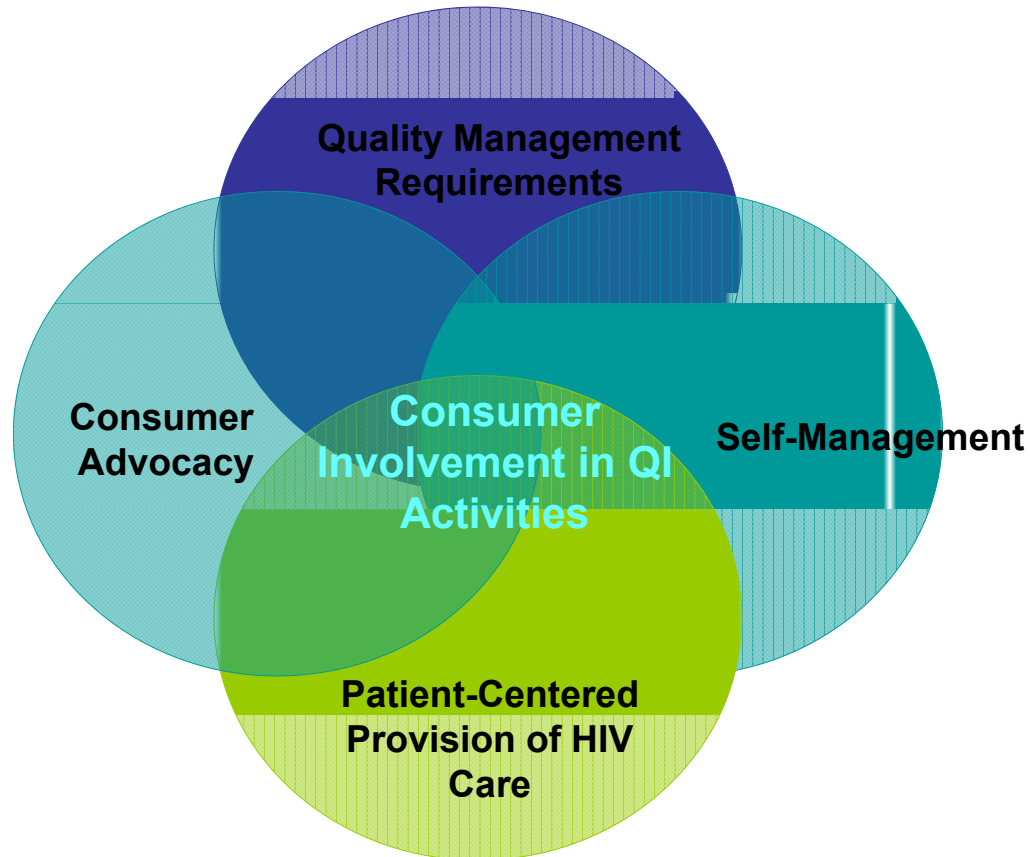 Quality Management
Requirements
Consumer
Advocacy
Consumer
Involvement in QI
Activities
Self-Management
Patient-Centered
Provision of HIV
Care